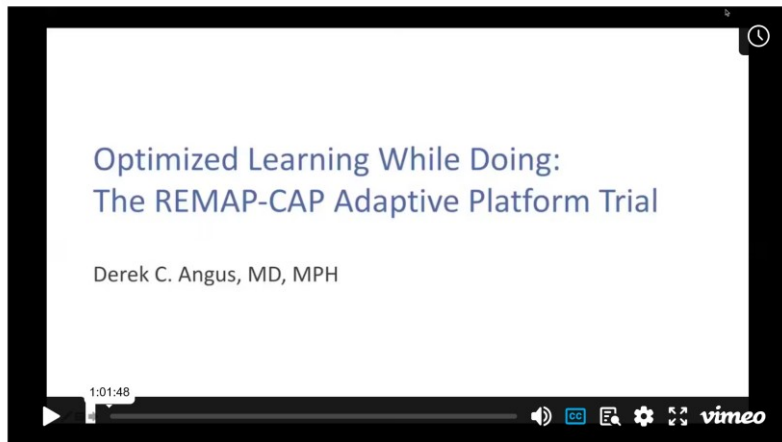 Optimized Learning While Doing:
The REMAP-CAP Adaptive Platform Trial
Derek C. Angus, MD, MPH
1:01:48
CC
vimeo